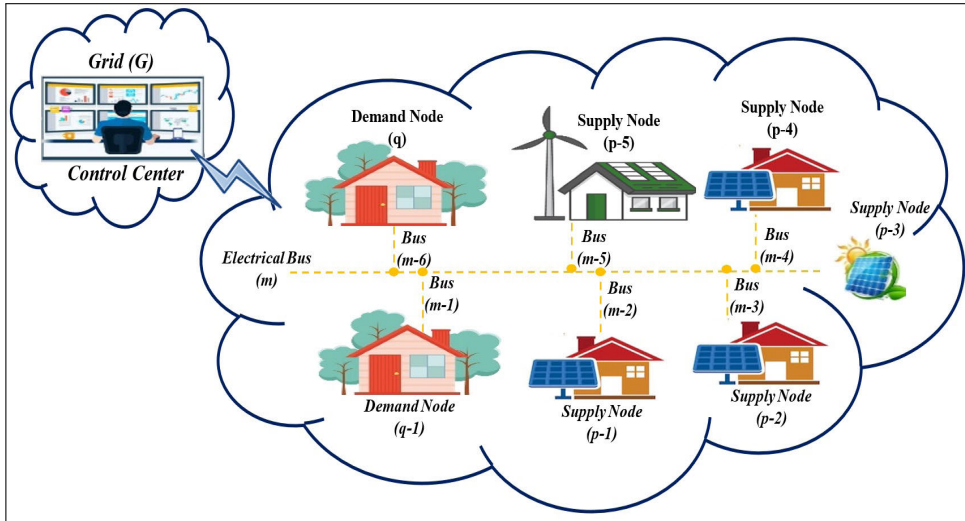 Grid (G)
Control Center
Demand Node
(q)
Supply Node
(p-5)
Supply Node
(p-4)
Supply Node
(p-3)
Electrical Bus
(m)
Bus
(m-6)
Bus
(m-5)
Bus
(m-4)
Bus
(m-1)
Bus
(m-2)
Bus
(m-3)
Demand Node
(q-1)
Supply Node
(p-1)
Supply Node
(p-2)